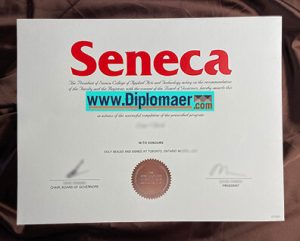 Seneca
The President of Seneca College of Applied Arts and Technology acting on the recommendation
of the Faculty and the Registrar, with the consent of the Board of Governors, hereby awards this
www.Diplomaer.com
in witness of the successful completion of the prescribed program
WITH HONOURS
DULY SEALED AND SIGNED AT TORONTO, ONTARIO
CHAIR, BOARD OF GOVERNORS
PRESIDENT